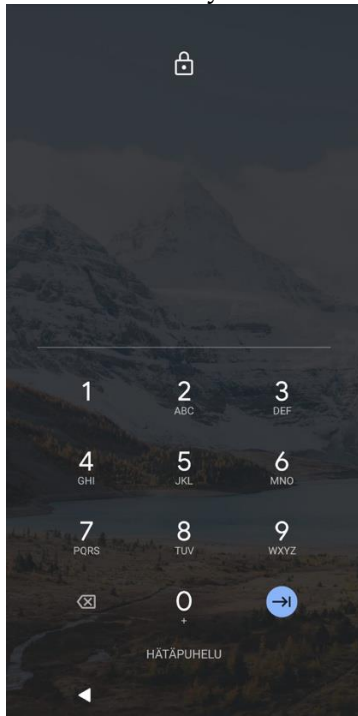 1 2 3
ABC DEF
4 5 6
GHI JKL MNO
7 8 9
PQRS TUV WXYZ
0
+
HÄTÄPUHELU